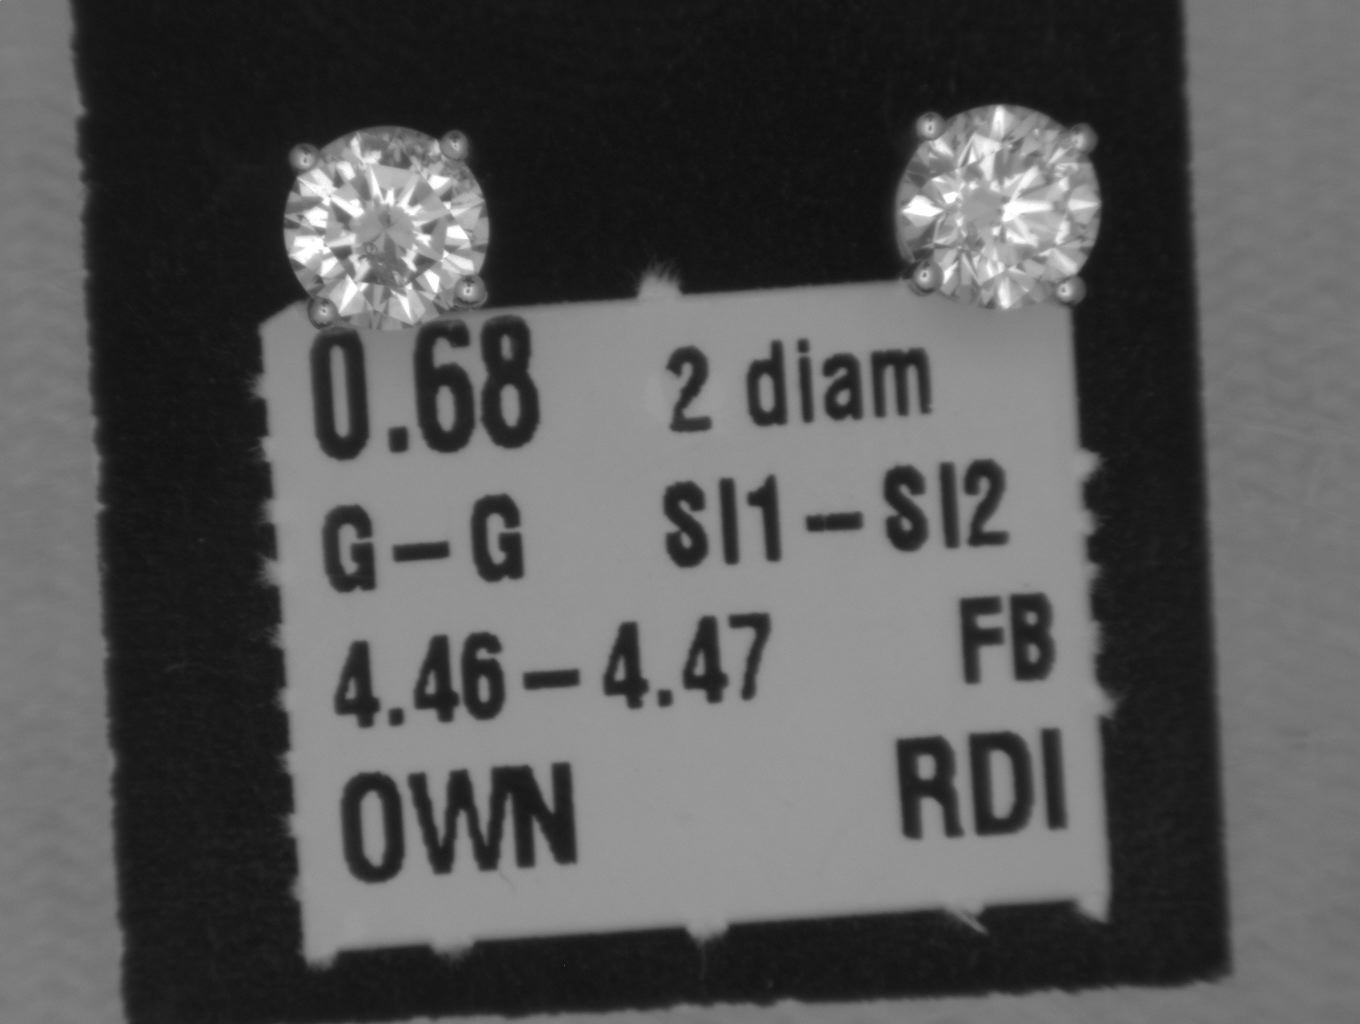 0.68 2 diam
G-G SI1-SI2
4.46-4.47 FB
OWN RDI